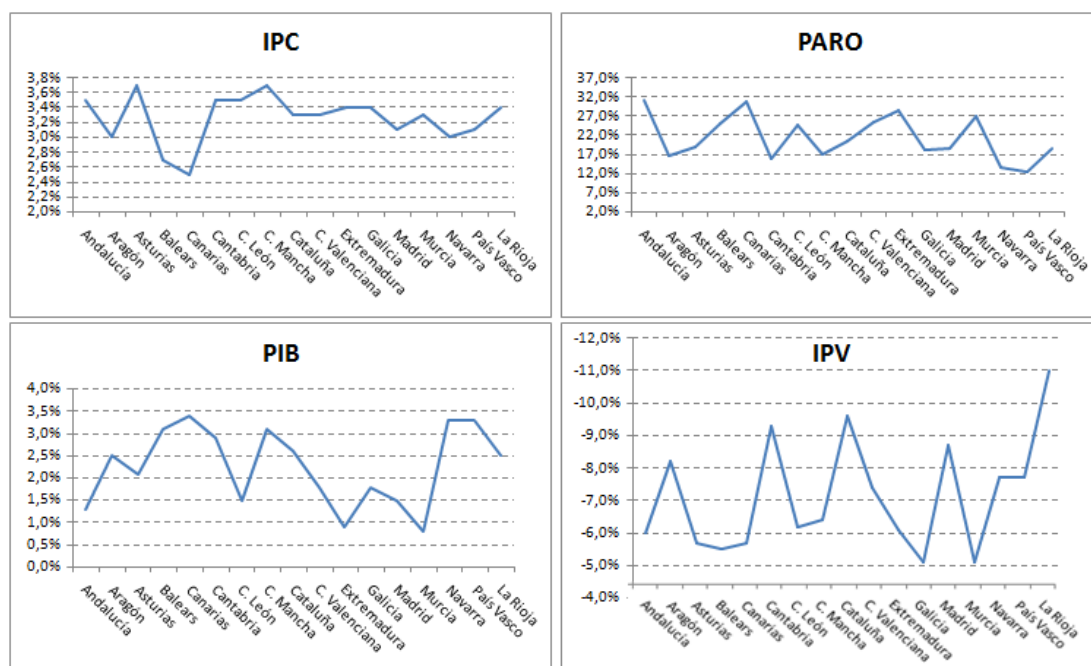 IPC
3,8%
3,6%
3,4%
3,2%
3,0%
2,8%
2,6%
2,4%
2,2%
2,0%
Andalucía
Aragón
Asturias
Balears
Canarias
Cantabria
C. León
C. Mancha
Cataluña
C. Valenciana
Extremadura
Galicia
Madrid
Murcia
Navarra
País Vasco
La Rioja
PARO
37,0%
32,0%
27,0%
22,0%
17,0%
12,0%
7,0%
2,0%
Andalucía
Aragón
Asturias
Balears
Canarias
Cantabria
C. León
C. Mancha
Cataluña
C. Valenciana
Extremadura
Galicia
Madrid
Murcia
Navarra
País Vasco
La Rioja
PIB
4,0%
3,5%
3,0%
2,5%
2,0%
1,5%
1,0%
0,5%
0,0%
Andalucía
Aragón
Asturias
Balears
Canarias
Cantabria
C. León
C. Mancha
Cataluña
C. Valenciana
Extremadura
Galicia
Madrid
Murcia
Navarra
País Vasco
La Rioja
IPV
-12,0%
-11,0%
-10,0%
-9,0%
-8,0%
-7,0%
-6,0%
-5,0%
-4,0%
Andalucía
Aragón
Asturias
Balears
Canarias
Cantabria
C. León
C. Mancha
Cataluña
C. Valenciana
Extremadura
Galicia
Madrid
Murcia
Navarra
País Vasco
La Rioja